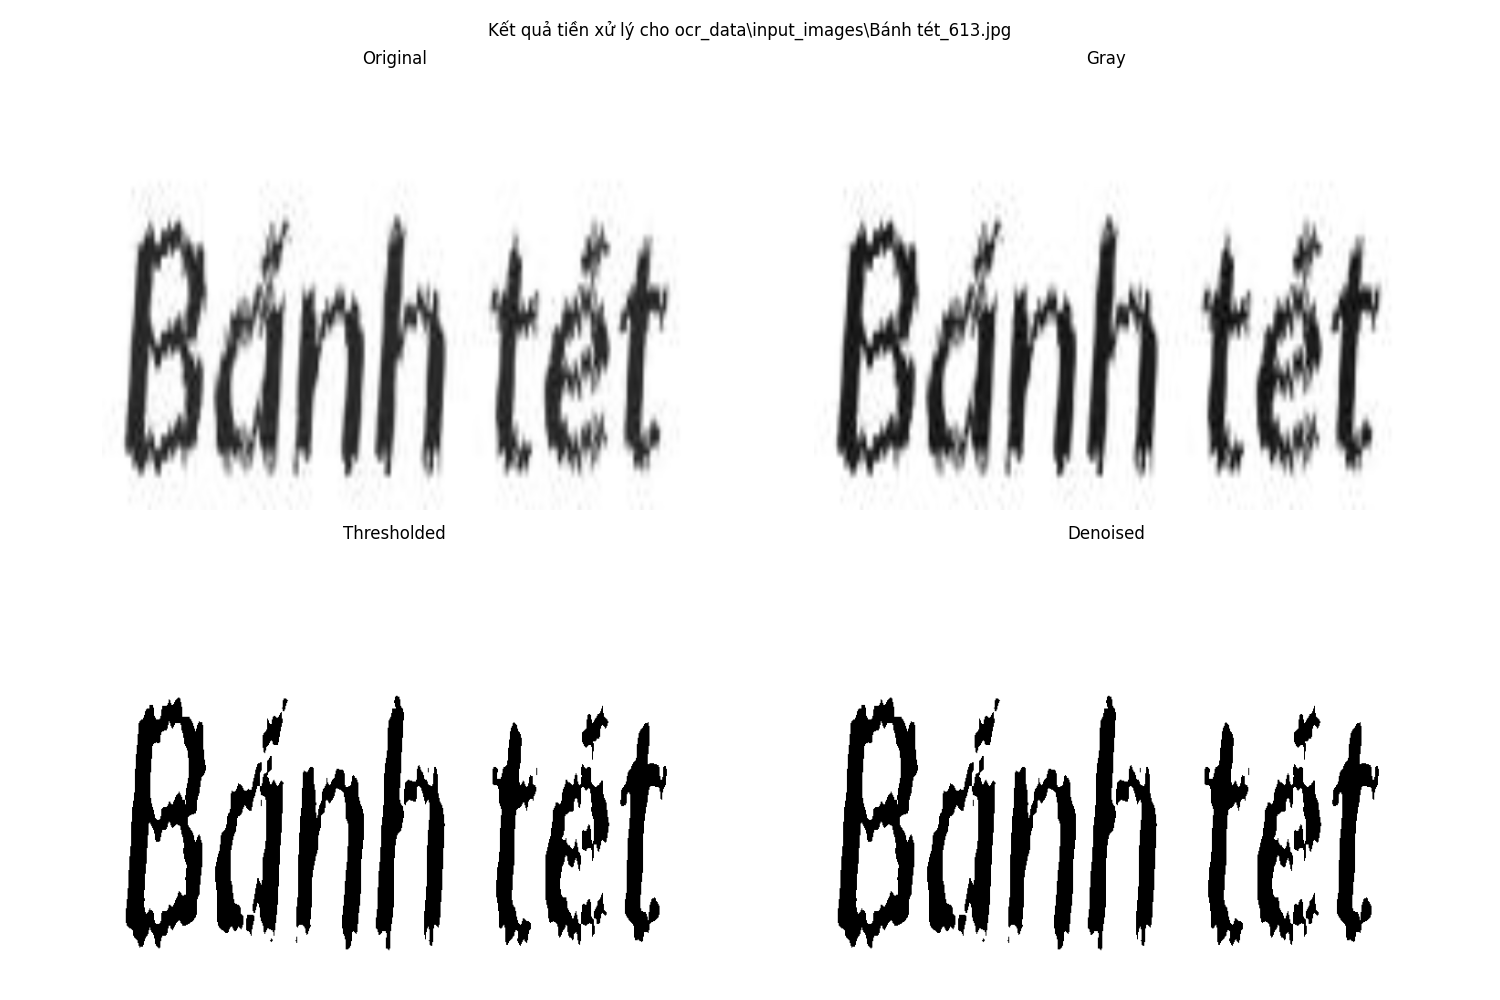 Kết quả tiền xử lý cho ocr_data\input_images\Bánh tét_613.jpg
Original
Gray
Bánh tét
Bánh tét
Thresholded
Denoised
Bánh tét
Bánh tét